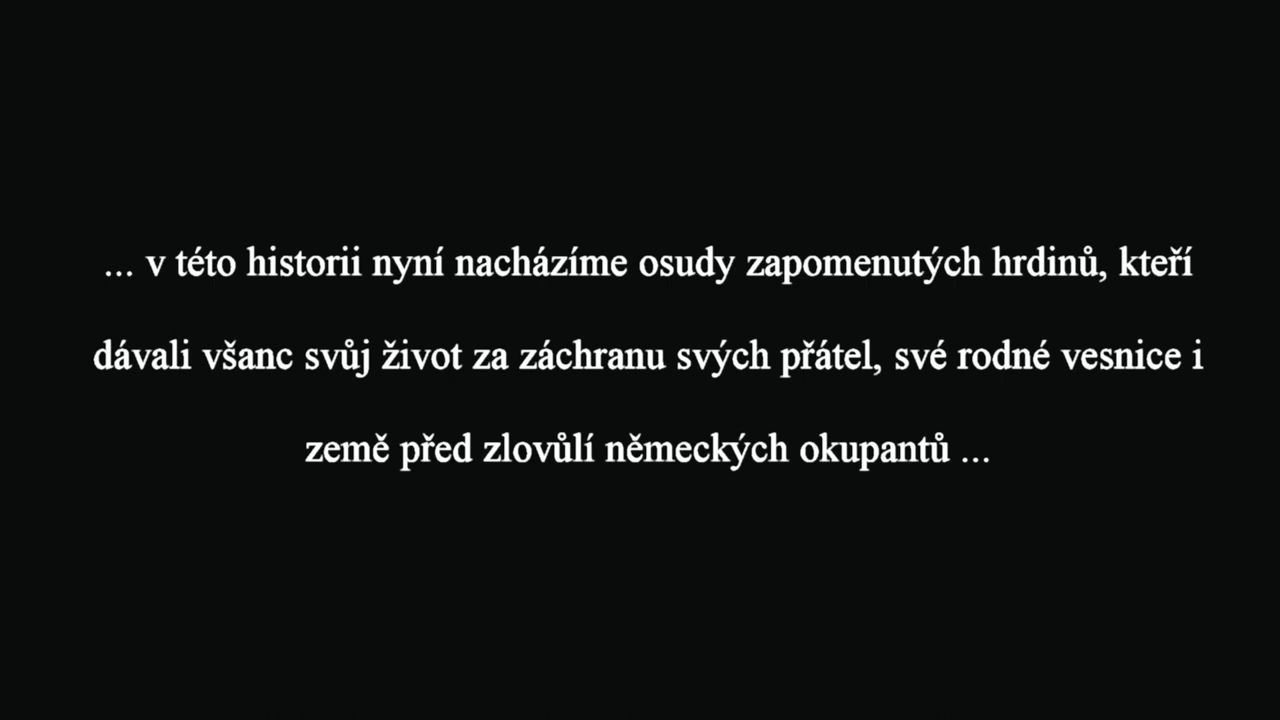 ... v této historii nyní nacházíme osudy zapomenutých hrdinů, kteří
dávali všanc svůj život za záchranu svých přátel, své rodné vesnice i
země před zlovůlí německých okupantů ...